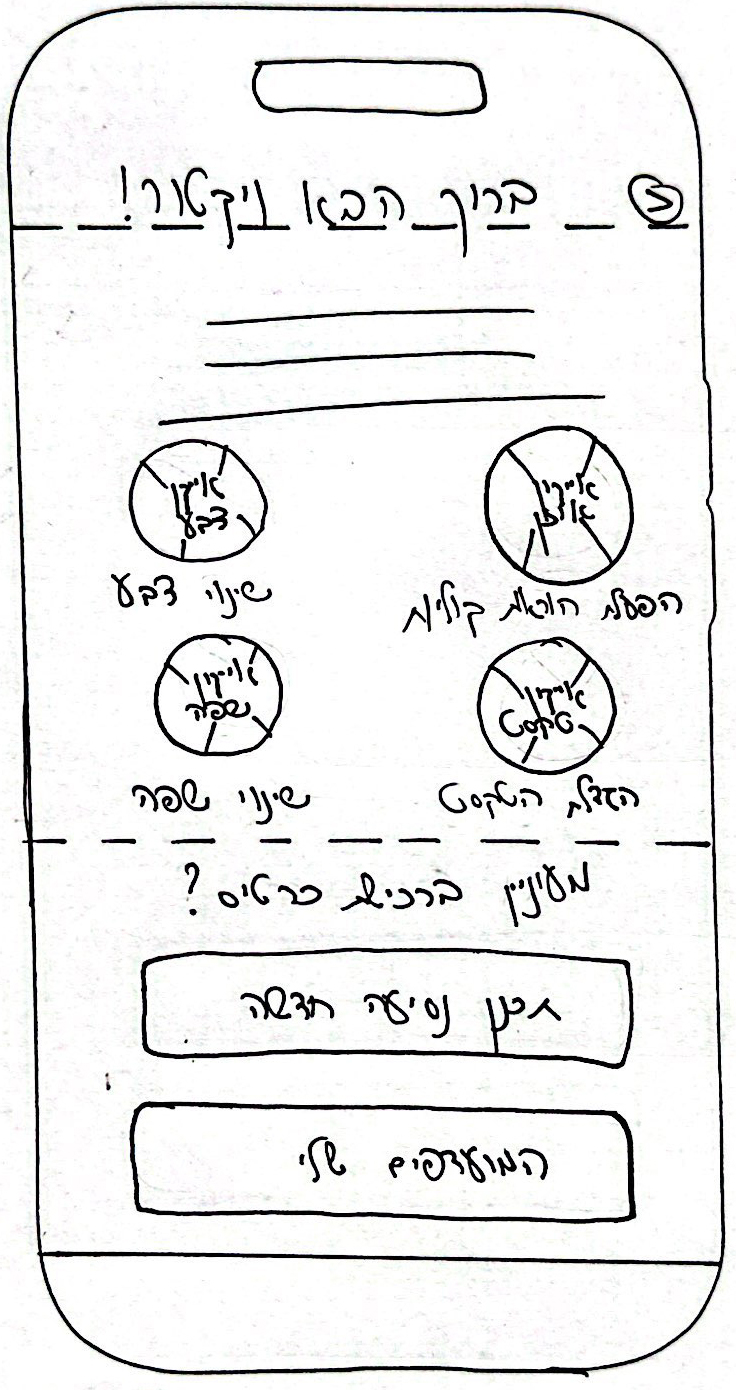 ברוך הבא ויקטור!
אייקון
אוזן
הפעלת הוראות קוליות
אייקון
צבע
שינוי צבע
אייקון
טקסט
הגדלת הטקסט
אייקון
שפה
שינוי שפה
מעוניין ברכישת כרטיס?
תכנן נסיעה חדשה
המועדפים שלי